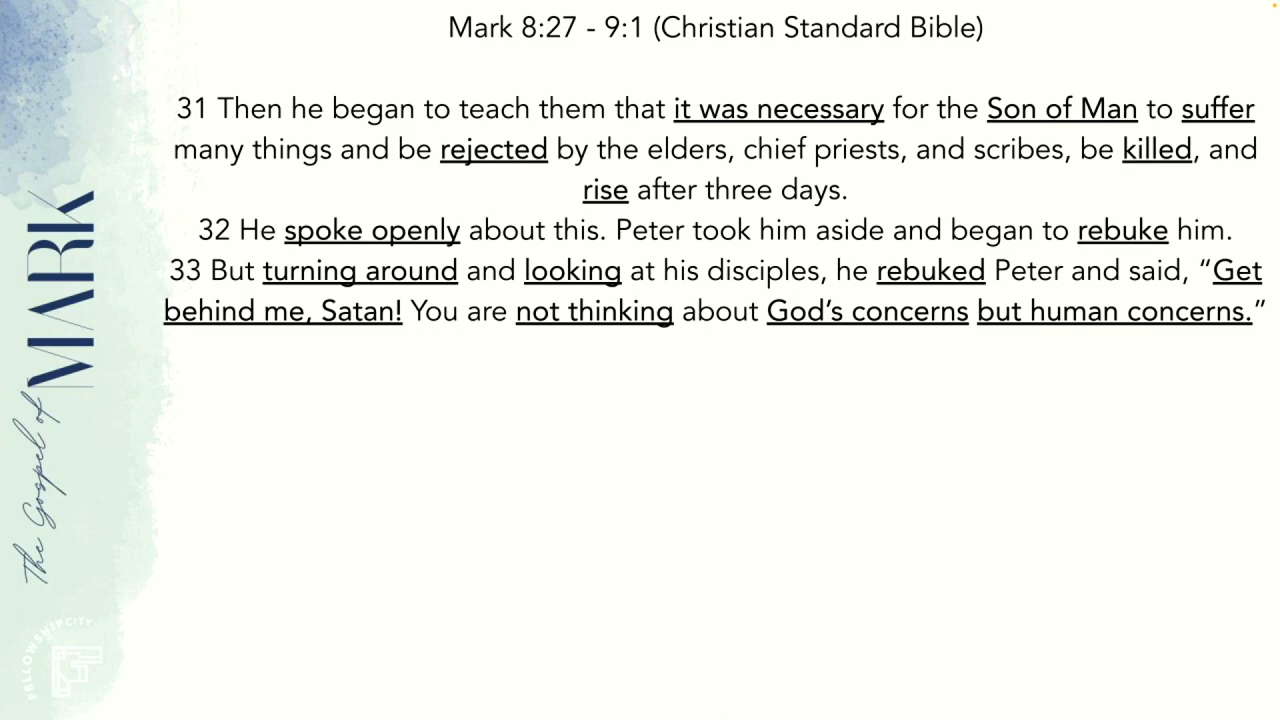 Mark 8:27 - 9:1 (Christian Standard Bible)
31 Then he began to teach them that it was necessary for the Son of Man to suffer
many things and be rejected by the elders, chief priests, and scribes, be killed, and
rise after three days.
32 He spoke openly about this. Peter took him aside and began to rebuke him.
33 But turning around and looking at his disciples, he rebuked Peter and said, “Get
behind me, Satan! You are not thinking about God’s concerns but human concerns.”
The Gospel of
MARK
FELLOWSHIP CITY